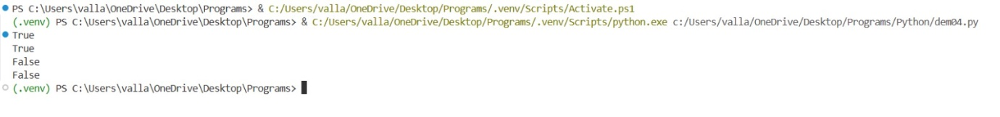 PS C:\Users\valla\OneDrive\Desktop\Programs> & C:/Users/valla/OneDrive/Desktop/Programs/.venv/Scripts/Activate.ps1
(.venv) PS C:\Users\valla\OneDrive\Desktop\Programs> & C:/Users/valla/OneDrive/Desktop/Programs/.venv/Scripts/python.exe c:/Users/valla/OneDrive/Desktop/Programs/Python/dem04.py
True
True
False
False
(.venv) PS C:\Users\valla\OneDrive\Desktop\Programs>